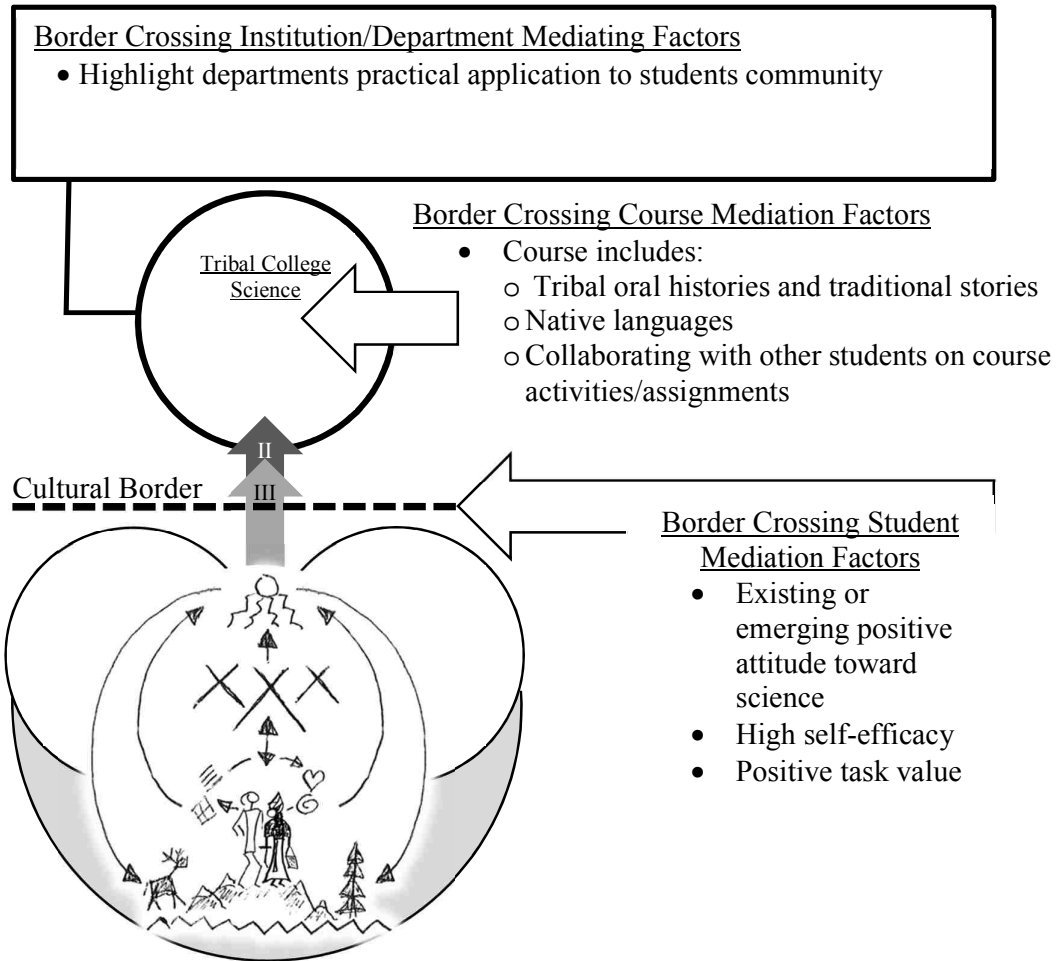 Border Crossing Institution/Department Mediating Factors
• Highlight departments practical application to students community
Tribal College
Science
Border Crossing Course Mediation Factors
• Course includes:
o Tribal oral histories and traditional stories
o Native languages
o Collaborating with other students on course
activities/assignments
II
III
Cultural Border
Border Crossing Student
Mediation Factors
• Existing or
emerging positive
attitude toward
science
• High self-efficacy
• Positive task value